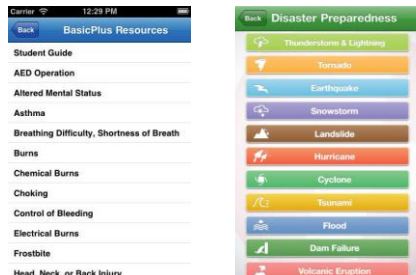 Carrier 12:29 PM
Back BasicPlus Resources
Student Guide
AED Operation
Altered Mental Status
Asthma
Breathing Difficulty, Shortness of Breath
Burns
Chemical Burns
Choking
Control of Bleeding
Electrical Burns
Frostbite
Head, Neck, or Back Injury
Back Disaster Preparedness
Thunderstorm & Lightning
Tornado
Earthquake
Snowstorm
Landslide
Hurricane
Cyclone
Tsunami
Flood
Dam Failure
Volcanic Eruption